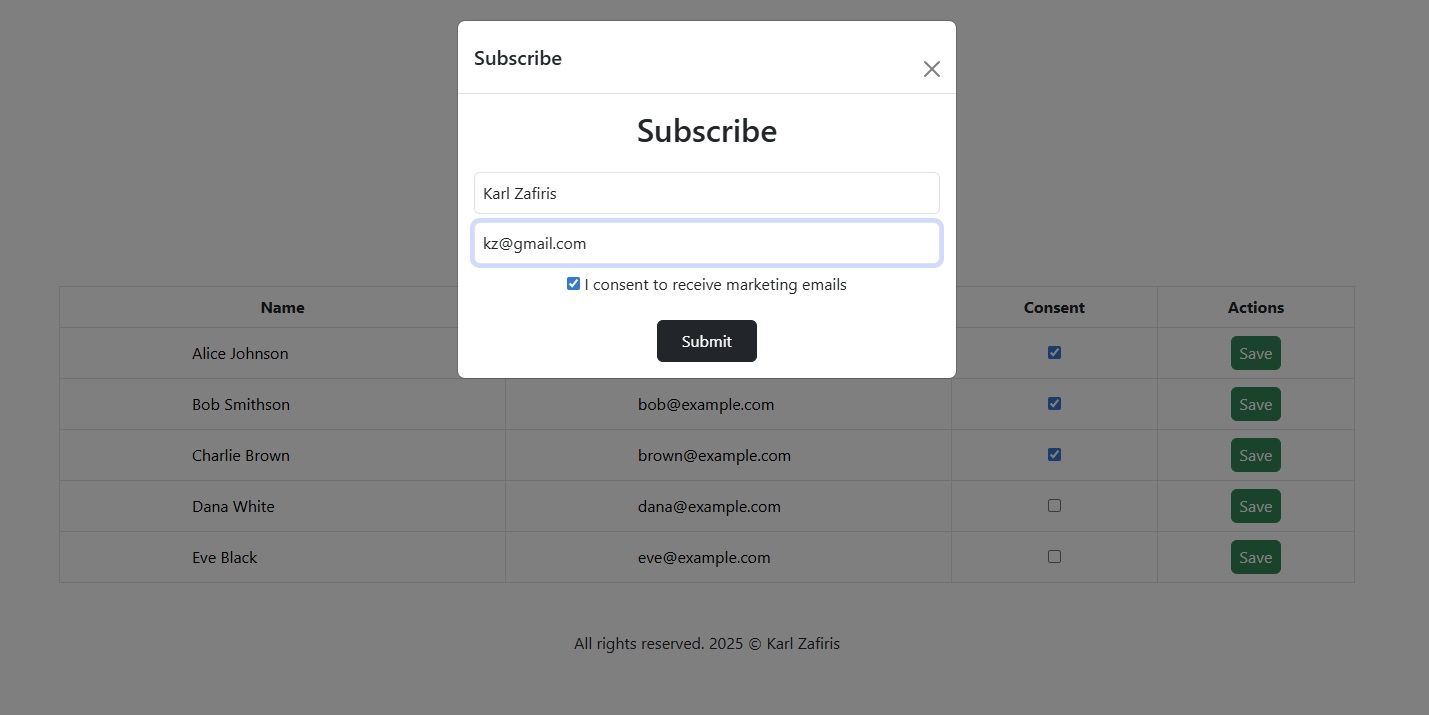 Subscribe
Subscribe
Karl Zafiris
kz@gmail.com
I consent to receive marketing emails
Submit
Name Consent Actions
Alice Johnson Save
Bob Smithson bob@example.com Save
Charlie Brown brown@example.com Save
Dana White dana@example.com Save
Eve Black eve@example.com Save
All rights reserved. 2025 © Karl Zafiris